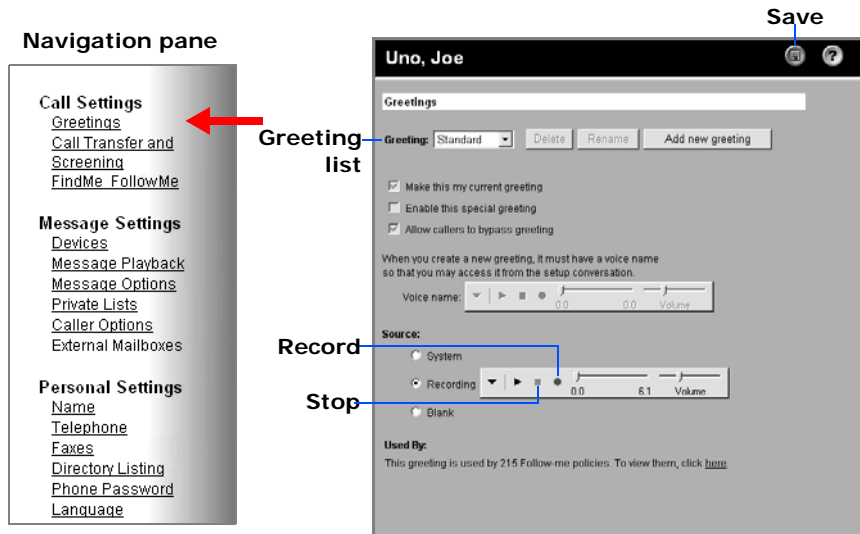 Save
Navigation pane
Call Settings
Greetings
Call Transfer and
Screening
FindMe FollowMe
Message Settings
Devices
Message Playback
Message Options
Private Lists
Caller Options
External Mailboxes
Personal Settings
Name
Telephone
Faxes
Directory Listing
Phone Password
Language
Uno, Joe
?
Greetings
Greeting list
Greeting: Standard Delete Rename Add new greeting
Make this my current greeting
Enable this special greeting
Allow callers to bypass greeting
When you create a new greeting, it must have a voice name
so that you may access it from the setup conversation.
Voice name: 0.0 0.0 Volume
Source:
Record
System
Recording 0.0 6.1 Volume
Stop
Blank
Used By:
This greeting is used by 215 Follow-me policies. To view them, click here.